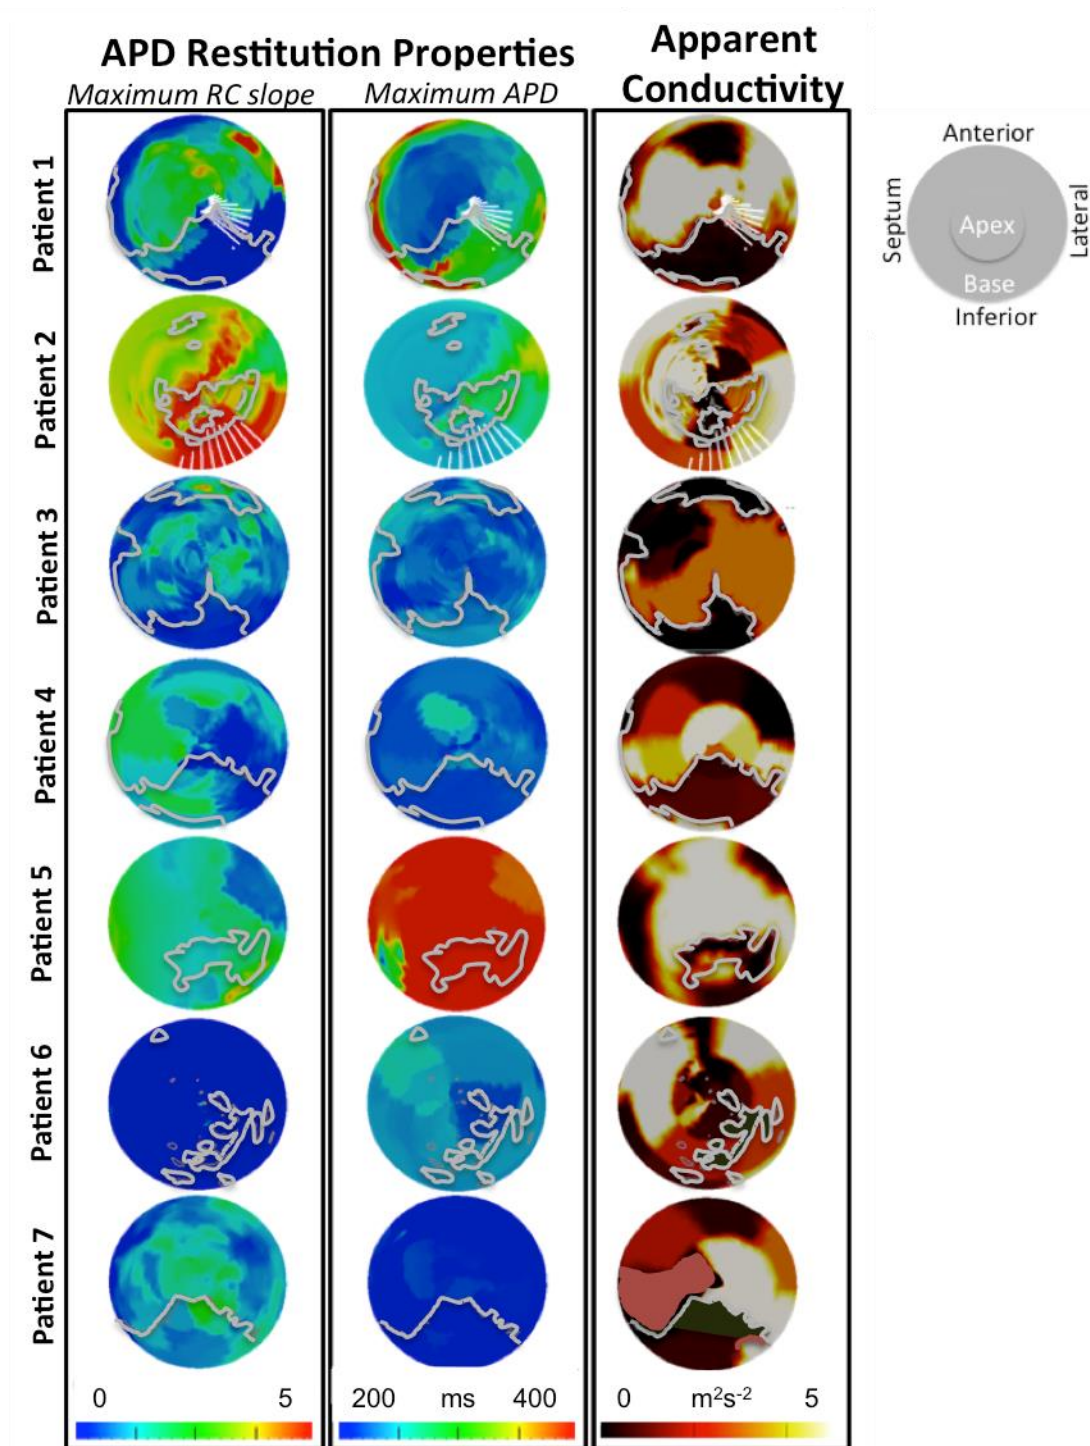 APD Restitution Properties
Maximum RC slope
Maximum APD
Apparent
Conductivity
Patient 1
Patient 2
Patient 3
Patient 4
Patient 5
Patient 6
Patient 7
0 5
200 ms 400
0 m²s⁻² 5
Anterior
Septum
Apex
Lateral
Base
Inferior